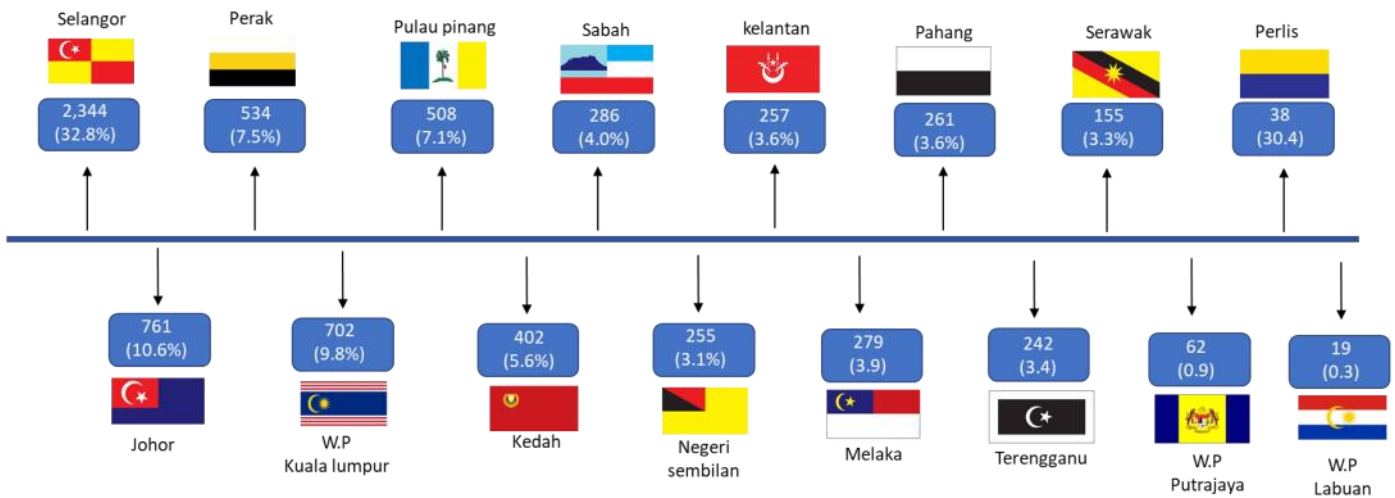 Selangor
2,344
(32.8%)
Perak
534
(7.5%)
Pulau pinang
508
(7.1%)
Sabah
286
(4.0%)
kelantan
257
(3.6%)
Pahang
261
(3.6%)
Serawak
155
(3.3%)
Perlis
38
(30.4)
761
(10.6%)
Johor
702
(9.8%)
W.P
Kuala lumpur
402
(5.6%)
Kedah
255
(3.1%)
Negeri
sembilan
279
(3.9)
Melaka
242
(3.4)
Terengganu
62
(0.9)
W.P
Putrajaya
19
(0.3)
W.P
Labuan